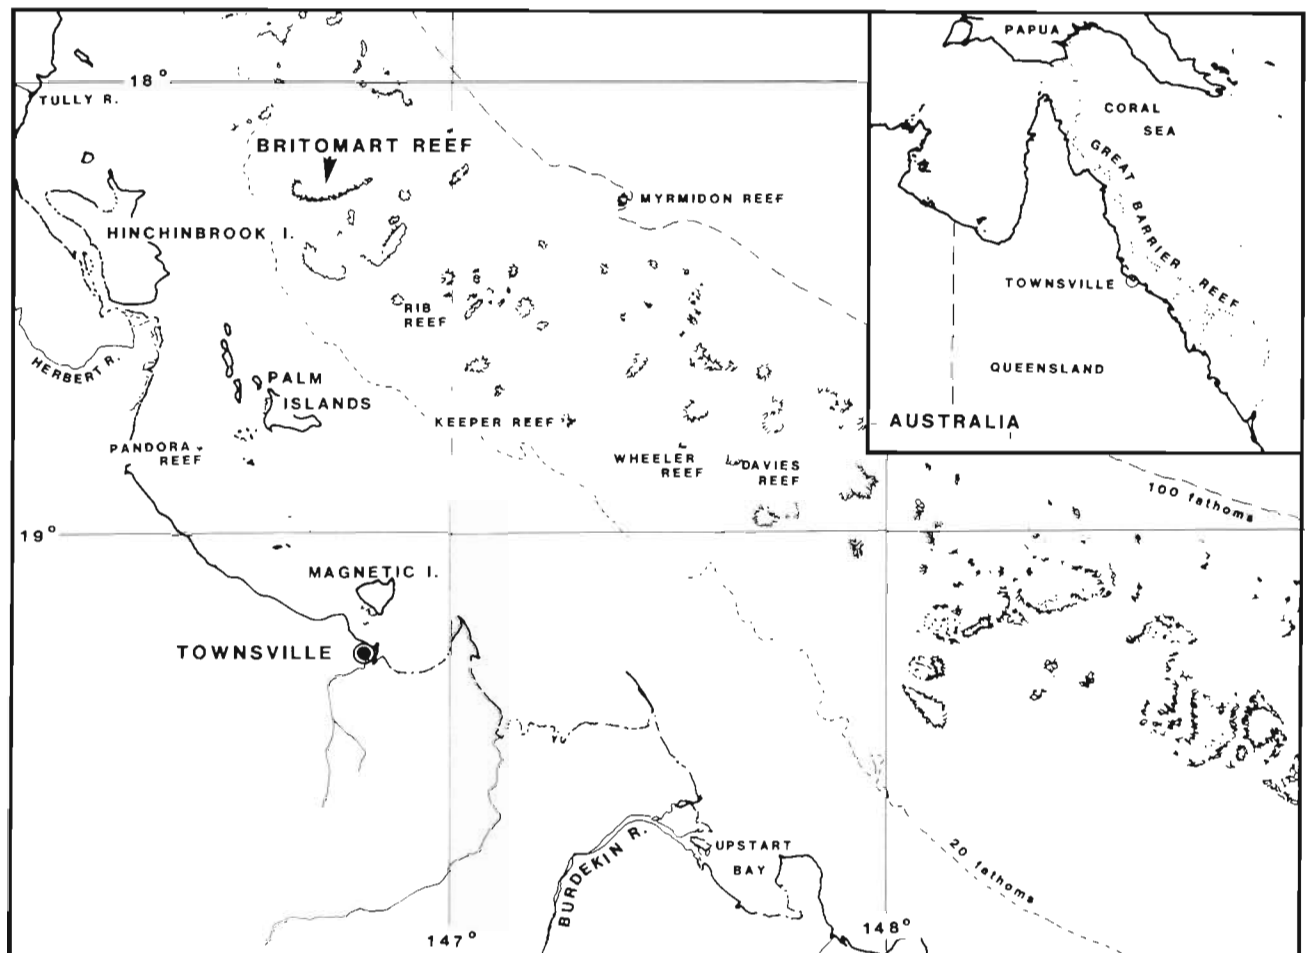 18°
TULLY R.
BRITOMART REEF
MYRMIDON REEF
HINCHINBROOK I.
RIB
REEF
HERBERT R.
PALM
ISLANDS
KEEPER REEF
PANDORA
REEF
WHEELER
REEF
DAVIES
REEF
19°
MAGNETIC I.
TOWNSVILLE
BURDEKIN R.
UPSTART
BAY
147°
148°
100 fathoms
20 fathoms
PAPUA
CORAL
SEA
GREAT BARRIER REEF
TOWNSVILLE
QUEENSLAND
AUSTRALIA